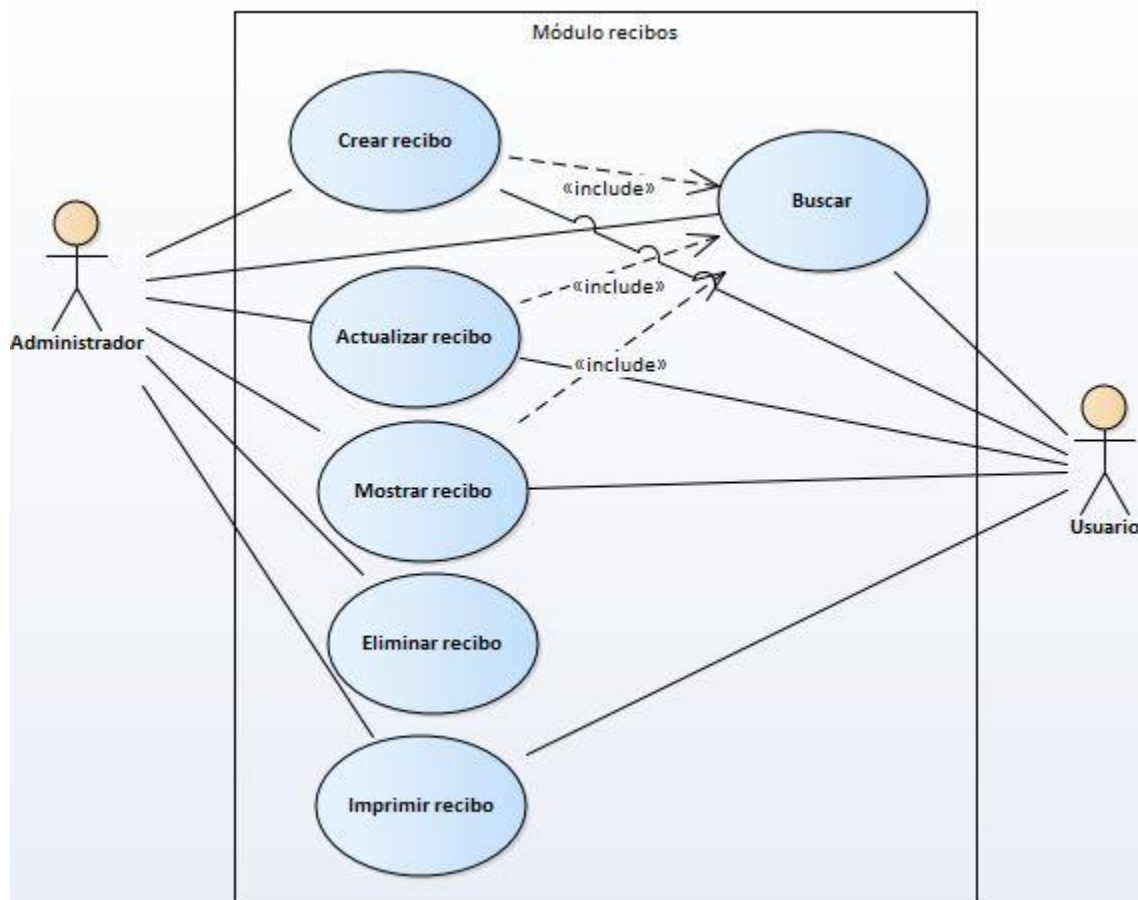 Módulo recibos
Crear recibo
«include»
Buscar
«include»
Administrador
Actualizar recibo
«include»
Mostrar recibo
Usuario
Eliminar recibo
Imprimir recibo